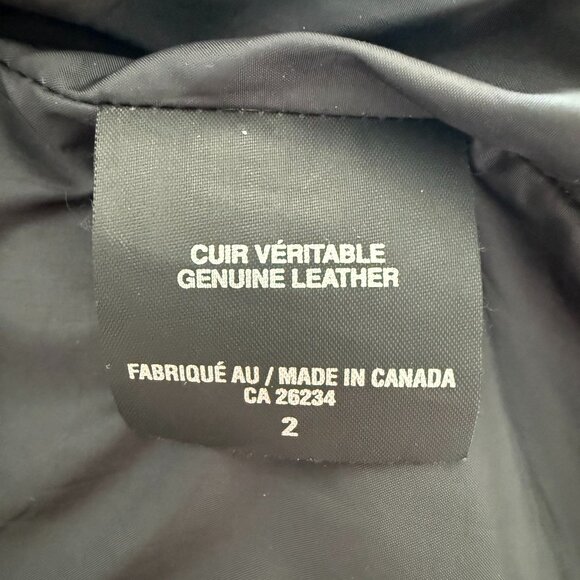 CUIR VÉRITABLE
GENUINE LEATHER
FABRIQUÉ AU / MADE IN CANADA
CA 26234
2